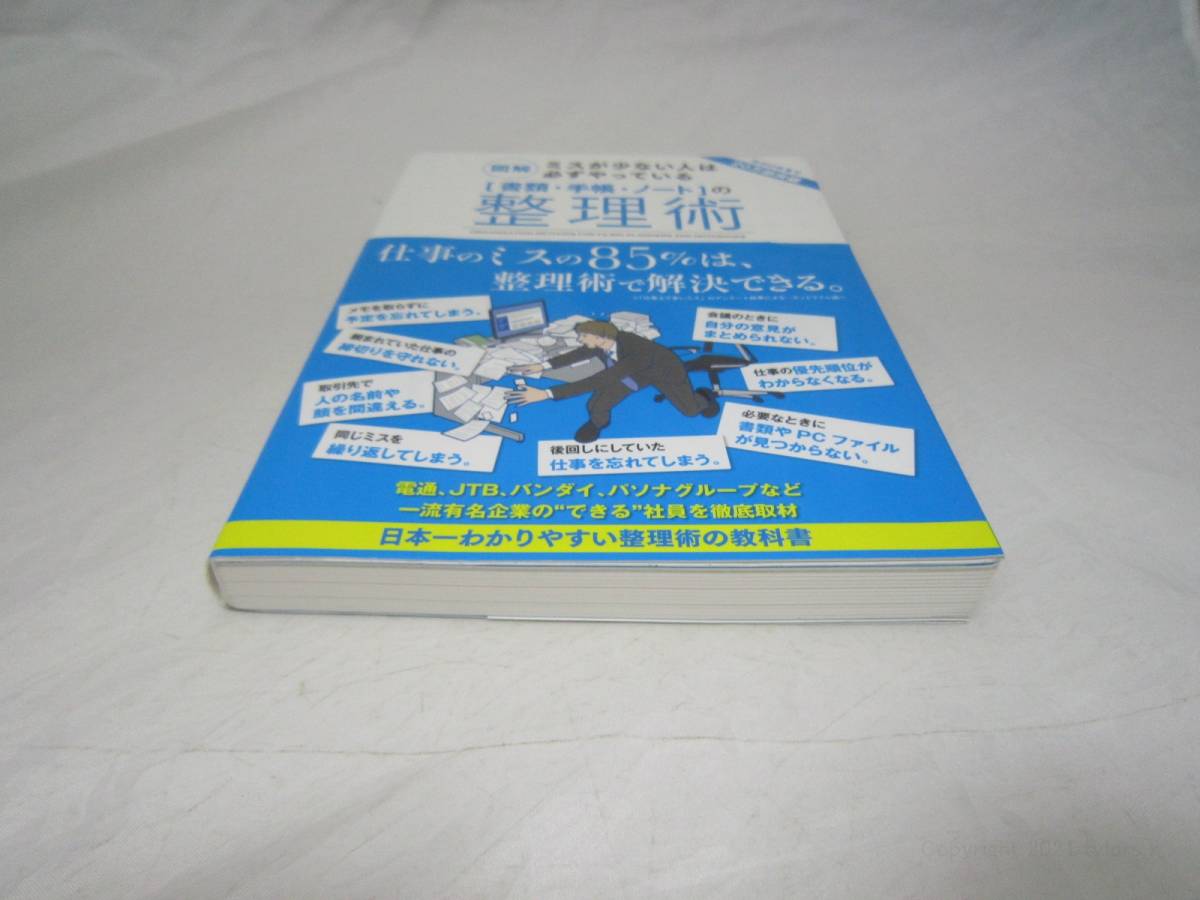 図解
ミスが少ない人は
必ずやっている
[書類・手帳・ノート]の
整理術
仕事のミスの85%は、
整理術で解決できる。
メモを取らずに
予定を忘れてしまう。
頼まれていた仕事の
締切りを守れない。
取引先で
人の名前や
顔を間違える。
同じミスを
繰り返してしまう。
会議のときに
自分の意見が
まとめられない。
仕事の優先順位が
わからなくなる。
必要なときに
書類やPCファイル
が見つからない。
後回しにしていた
仕事を忘れてしまう。
電通、JTB、バンダイ、パソナグループなど
一流有名企業の“できる”社員を徹底取材
日本一わかりやすい整理術の教科書